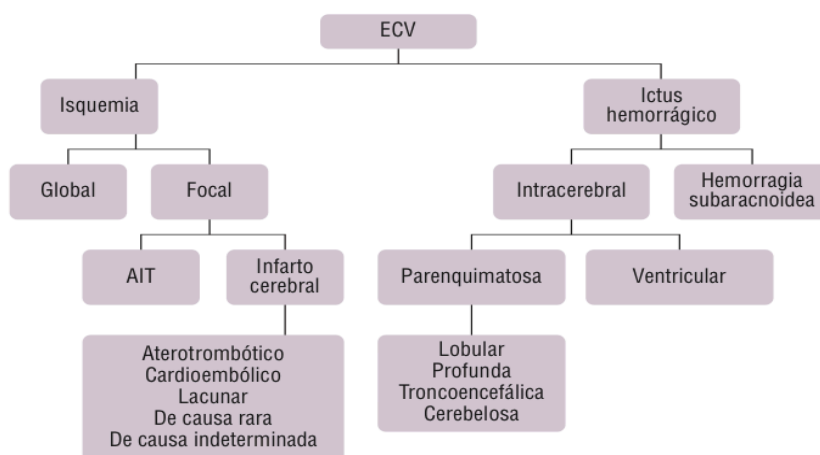 ECV
Isquemia
Ictus
hemorrágico
Global
Focal
Intracerebral
Hemorragia
subaracnoidea
AIT
Infarto
cerebral
Parenquimatosa
Ventricular
Aterotrombótico
Cardioembólico
Lacunar
De causa rara
De causa indeterminada
Lobular
Profunda
Troncoencefálica
Cerebelosa